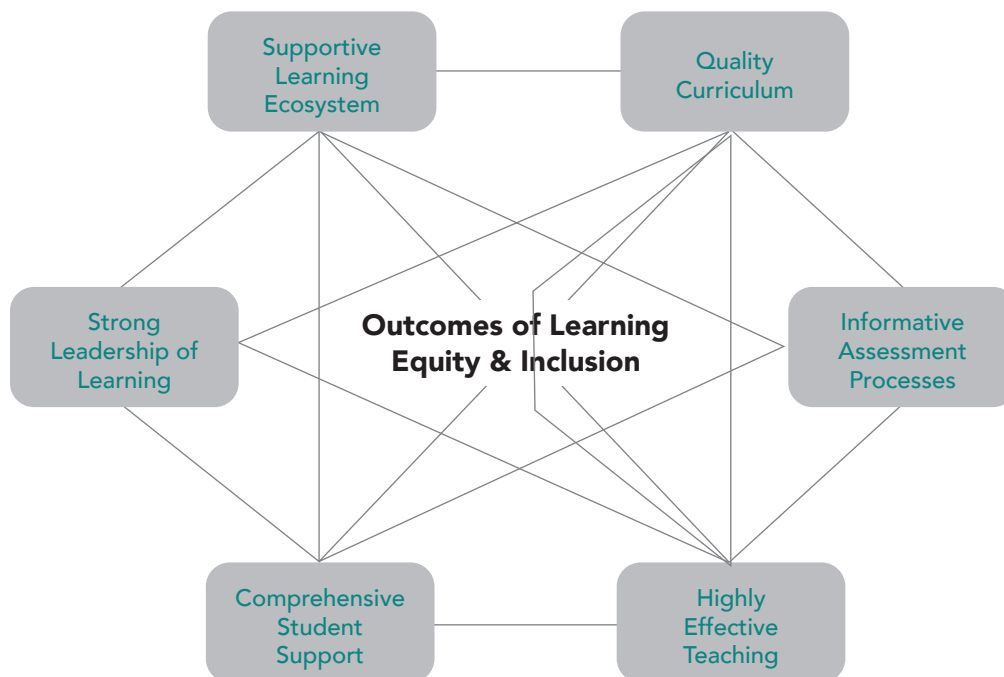 Supportive
Learning
Ecosystem
Quality
Curriculum
Strong
Leadership of
Learning
Outcomes of Learning
Equity & Inclusion
Informative
Assessment
Processes
Comprehensive
Student
Support
Highly
Effective
Teaching